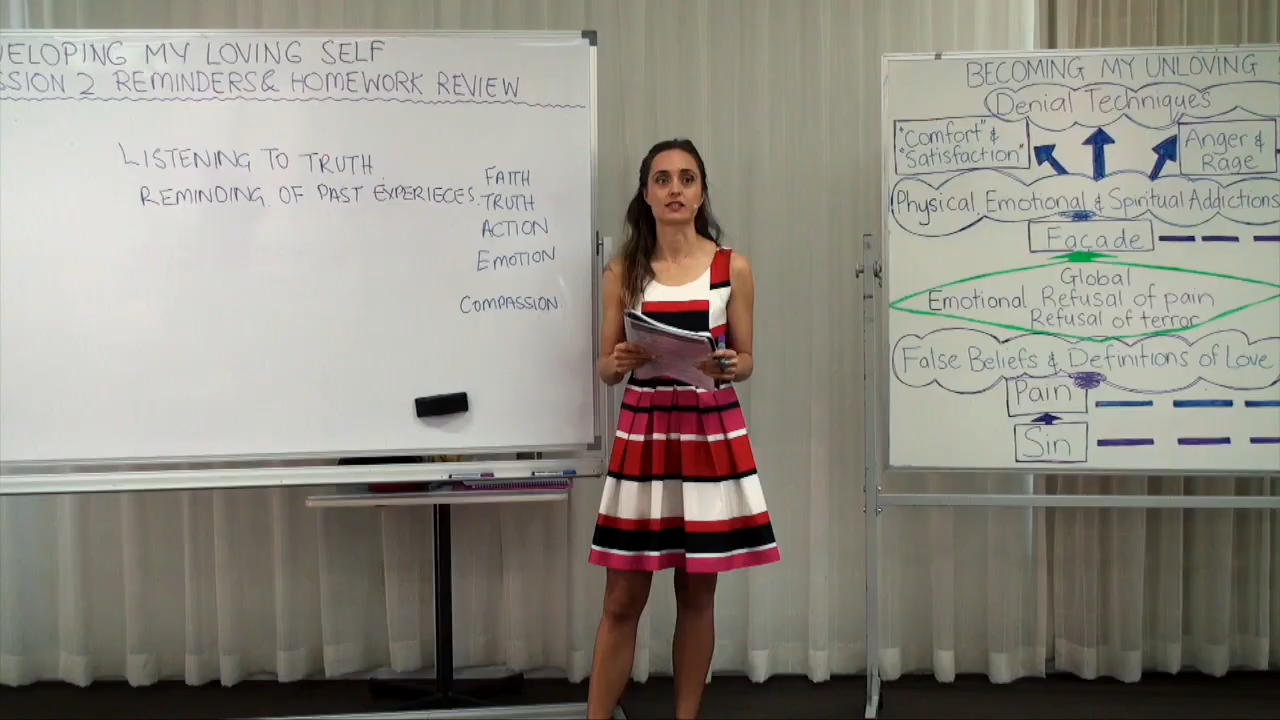 VELOPING MY LOVING SELF
SSION 2 REMINDERS & HOMEWORK REVIEW
LISTENING TO TRUTH
REMINDING OF PAST EXPERIECES.
FAITH
TRUTH
ACTION
EMOTION
COMPASSION.
BECOMING MY UNLOVING
Denial Techniques
"Comfort" &
"Satisfaction"
Anger &
Rage
Physical, Emotional & Spiritual Addictions
Façade
Global
Emotional Refusal of pain
Refusal of terror
False Beliefs & Definitions of Love
Pain
Sin